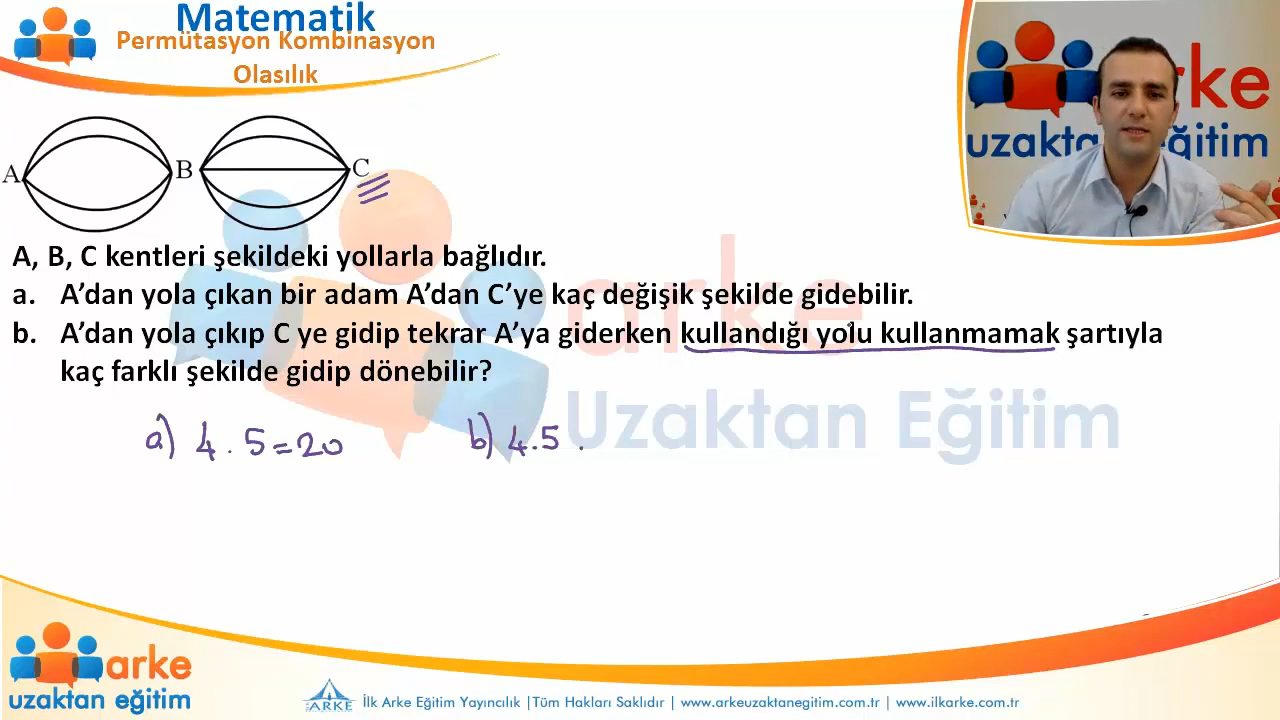 Matematik
Permütasyon Kombinasyon
Olasılık
arke
uzaktan eğitim
A B C
A, B, C kentleri şekildeki yollarla bağlıdır.
a. A’dan yola çıkan bir adam A’dan C’ye kaç değişik şekilde gidebilir.
b. A’dan yola çıkıp C ye gidip tekrar A’ya giderken kullandığı yolu kullanmamak şartıyla
kaç farklı şekilde gidip dönebilir?
a) 4 . 5 = 20 b) 4.5 .
arke
Uzaktan Eğitim
arke
uzaktan eğitim
ARKE
İlk Arke Eğitim Yayıncılık |Tüm Hakları Saklıdır | www.arkeuzaktanegitim.com.tr | www.ilkarke.com.tr